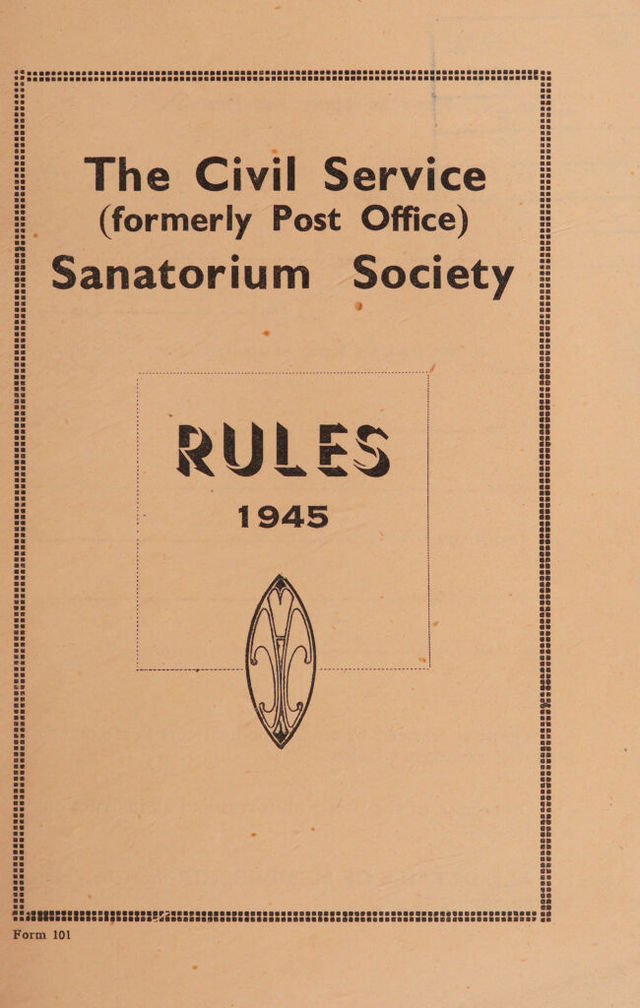 The Civil Service
(formerly Post Office)
Sanatorium Society
RULES
1945
Form 101